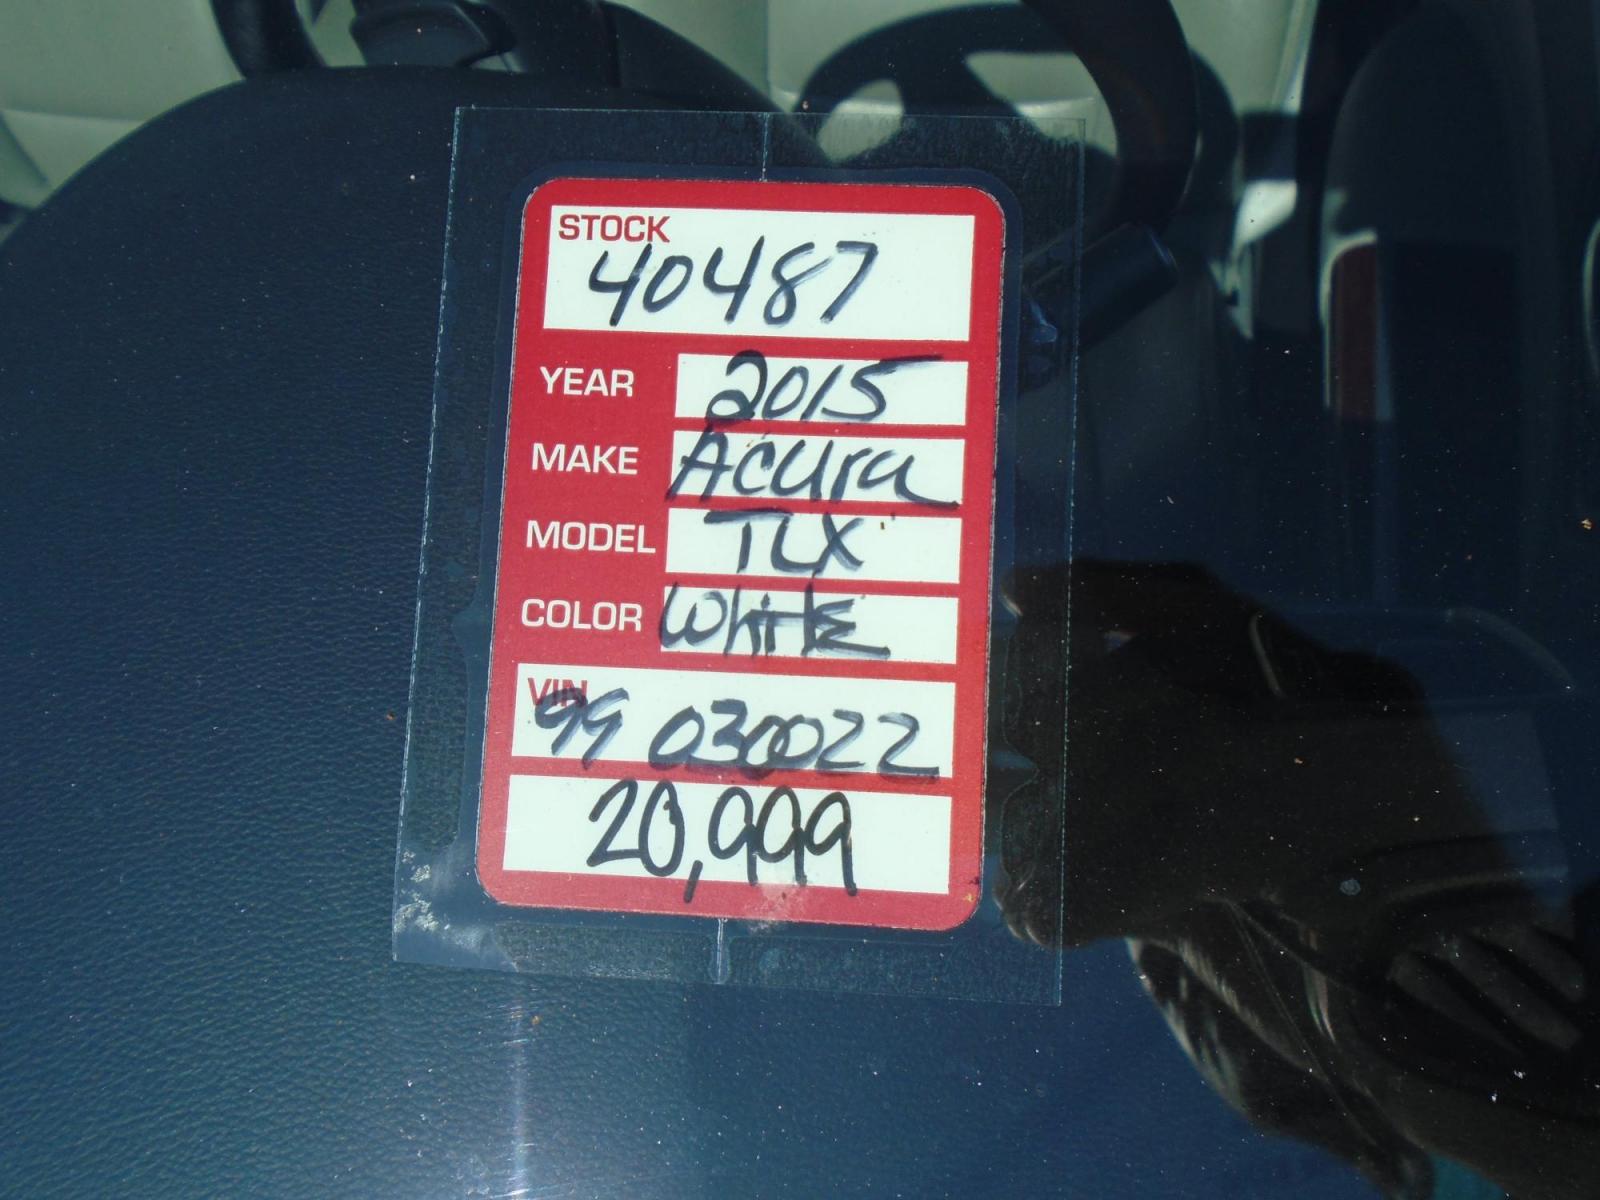 STOCK
40487
YEAR 2015
MAKE Acura
MODEL TLX
COLOR White
VIN
99 030022
20,999